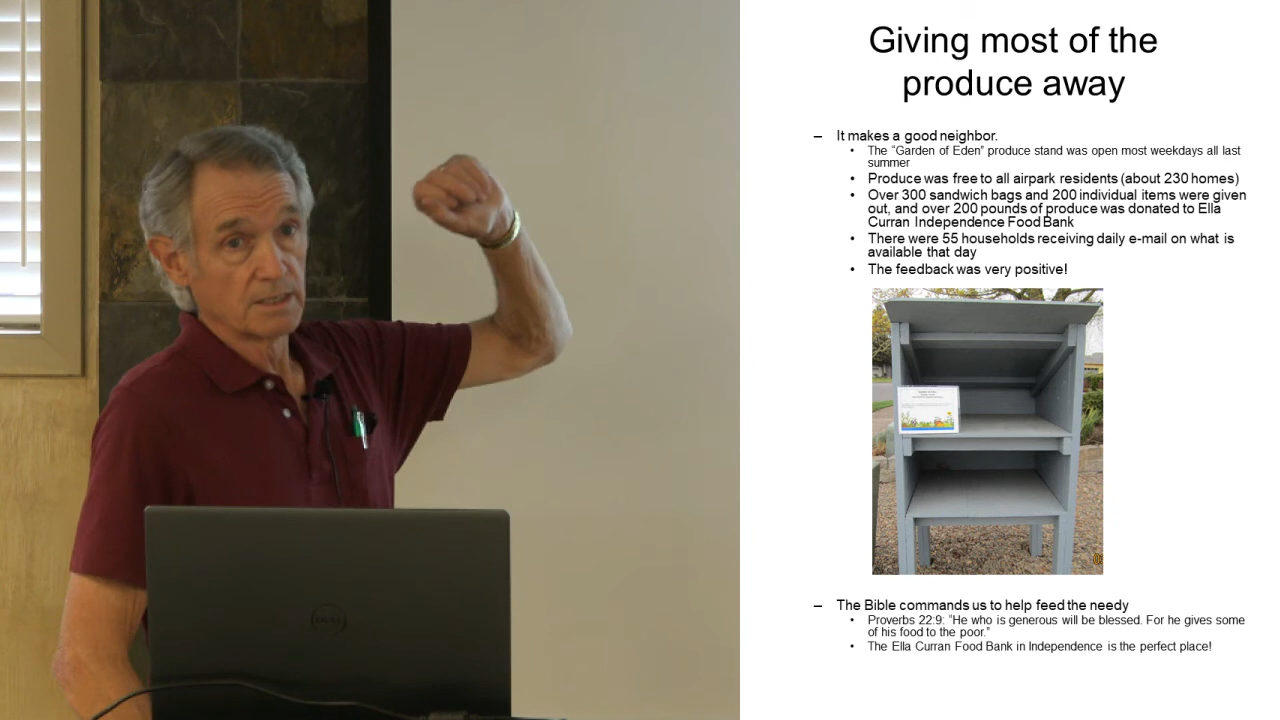 Giving most of the
produce away
– It makes a good neighbor.
• The “Garden of Eden” produce stand was open most weekdays all last
summer
• Produce was free to all airpark residents (about 230 homes)
• Over 300 sandwich bags and 200 individual items were given
out, and over 200 pounds of produce was donated to Ella
Curran Independence Food Bank
• There were 55 households receiving daily e-mail on what is
available that day
• The feedback was very positive!
– The Bible commands us to help feed the needy
• Proverbs 22:9: “He who is generous will be blessed. For he gives some
of his food to the poor.”
• The Ella Curran Food Bank in Independence is the perfect place!
DELL